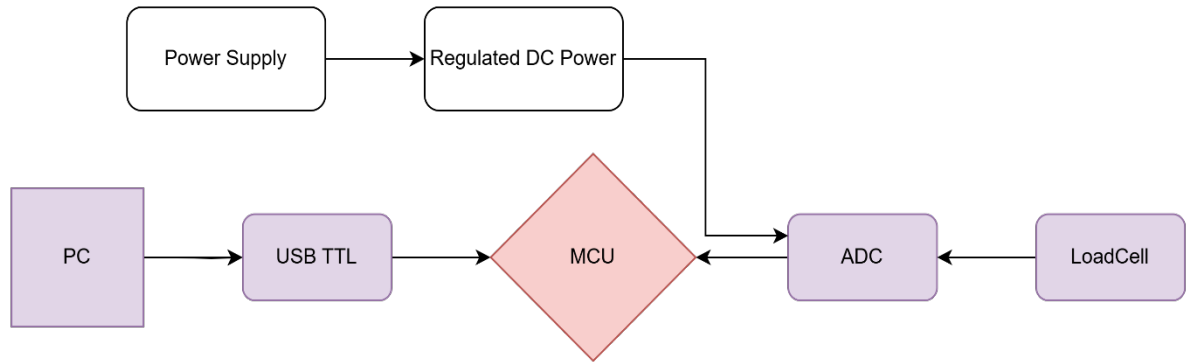 Power Supply
Regulated DC Power
PC
USB TTL
MCU
ADC
LoadCell